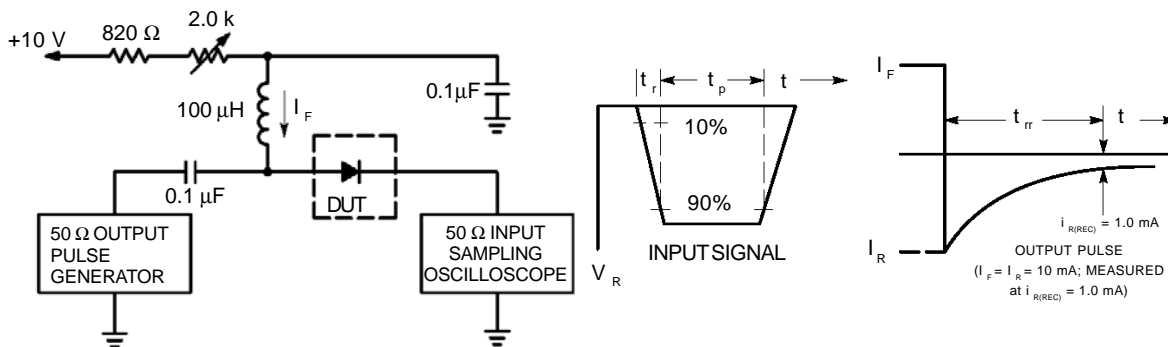 +10 V
820 Ω
2.0 k
100 µH
I F
0.1µF
0.1 µF
DUT
50 Ω OUTPUT
PULSE
GENERATOR
50 Ω INPUT
SAMPLING
OSCILLOSCOPE
t r
t p
t
10%
90%
V R
INPUT SIGNAL
I F
t rr
t
i R(REC) = 1.0 mA
I R
OUTPUT PULSE
(I F = I R = 10 mA; MEASURED
at i R(REC) = 1.0 mA)